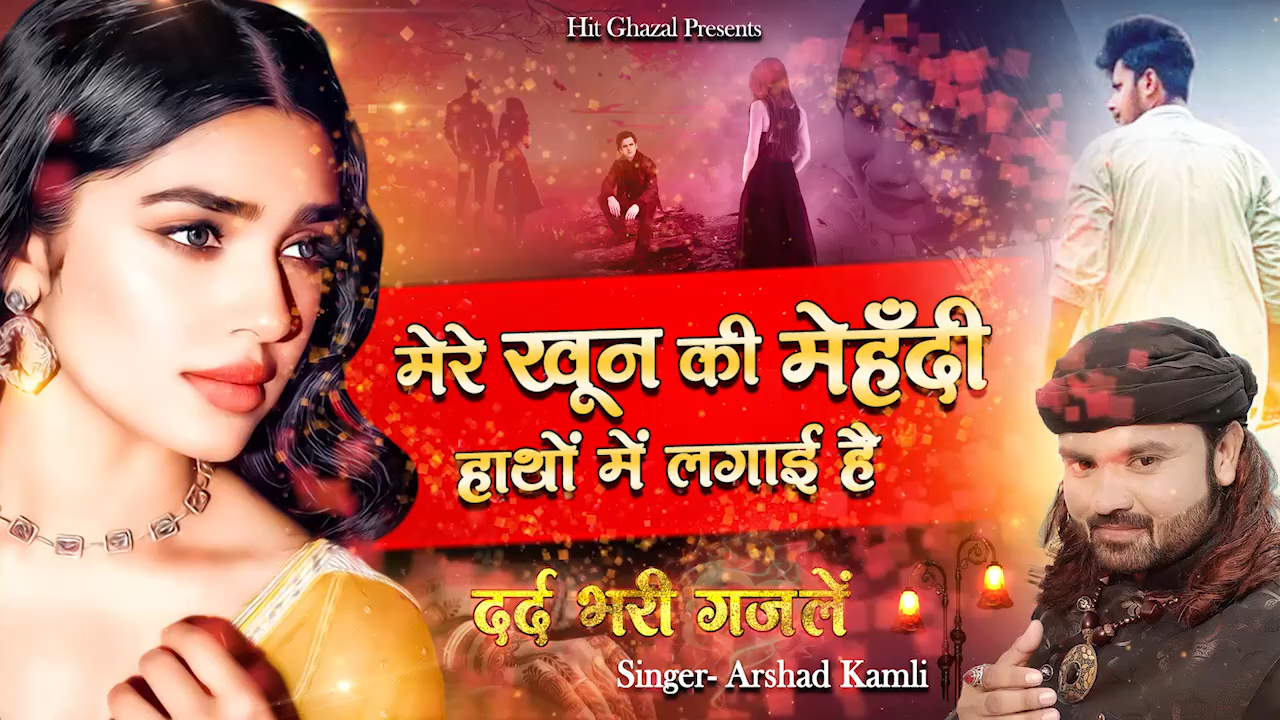 Hit Ghazal Presents
मेरे खून की मेहँदी
हाथों में लगाई है
दर्द भरी गजलें
Singer- Arshad Kamli